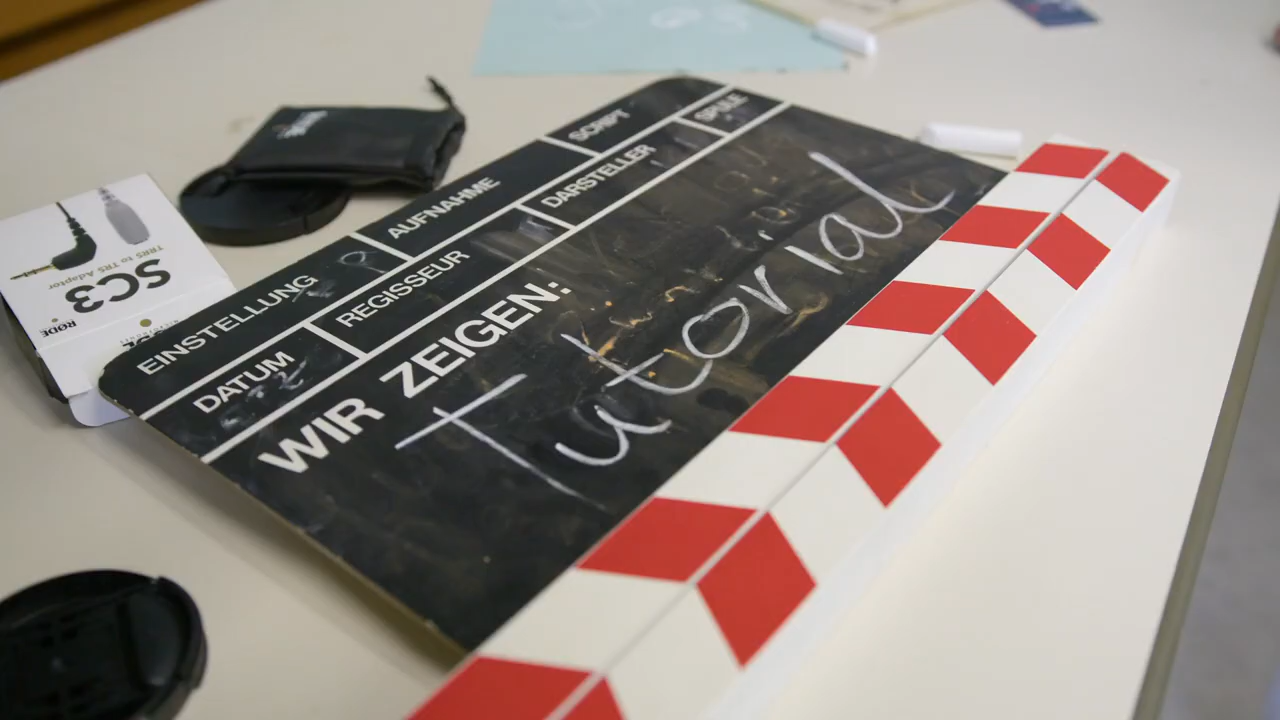 EINSTELLUNG AUFNAHME SCRIPT
DATUM REGISSEUR DARSTELLER SPULE
WIR ZEIGEN:
Tutorial
RØDE
SC3
TRRS to TRS Adaptor